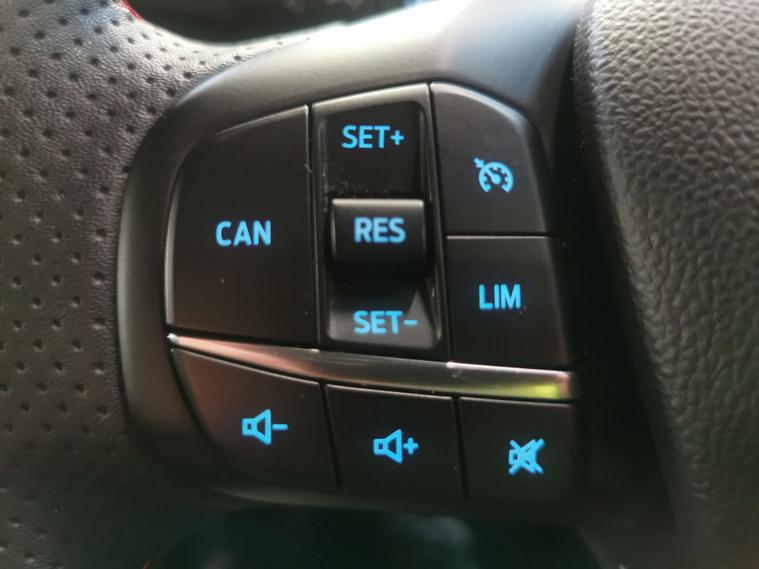 SET+
CAN
RES
LIM
SET-